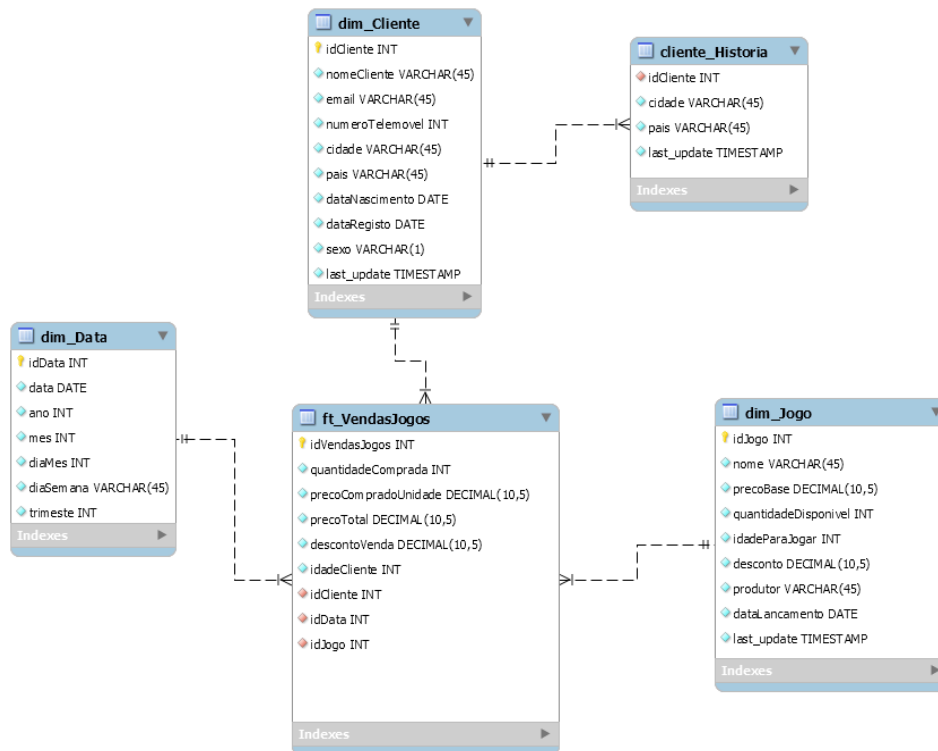 dim_Cliente
idCliente INT
nomeCliente VARCHAR(45)
email VARCHAR(45)
numeroTelemovel INT
cidade VARCHAR(45)
pais VARCHAR(45)
dataNascimento DATE
dataRegisto DATE
sexo VARCHAR(1)
last_update TIMESTAMP
Indexes
cliente_Historia
idCliente INT
cidade VARCHAR(45)
pais VARCHAR(45)
last_update TIMESTAMP
Indexes
dim_Data
idData INT
data DATE
ano INT
mes INT
diaMes INT
diaSemana VARCHAR(45)
trimeste INT
Indexes
ft_VendasJogos
idVendasJogos INT
quantidadeComprada INT
precoCompradoUnidade DECIMAL(10,5)
precoTotal DECIMAL(10,5)
descontoVenda DECIMAL(10,5)
idadeCliente INT
idCliente INT
idData INT
idJogo INT
Indexes
dim_Jogo
idJogo INT
nome VARCHAR(45)
precoBase DECIMAL(10,5)
quantidadeDisponivel INT
idadeParaJogar INT
desconto DECIMAL(10,5)
produtor VARCHAR(45)
dataLancamento DATE
last_update TIMESTAMP
Indexes